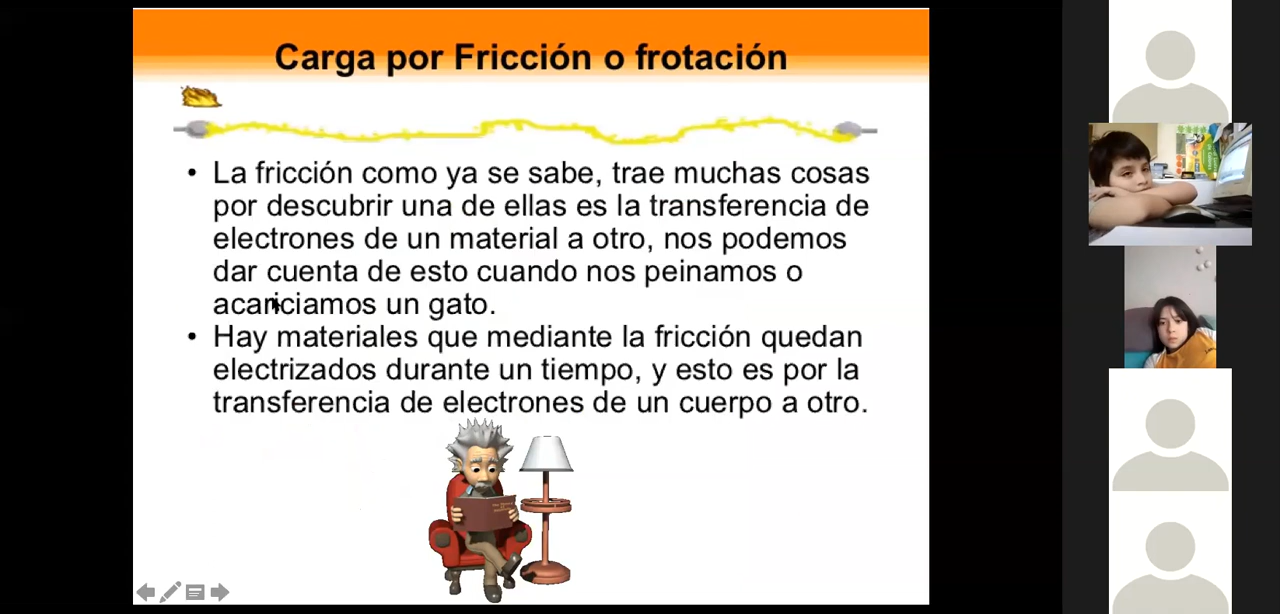 Carga por Fricción o frotación
• La fricción como ya se sabe, trae muchas cosas
por descubrir una de ellas es la transferencia de
electrones de un material a otro, nos podemos
dar cuenta de esto cuando nos peinamos o
acariciamos un gato.
• Hay materiales que mediante la fricción quedan
electrizados durante un tiempo, y esto es por la
transferencia de electrones de un cuerpo a otro.